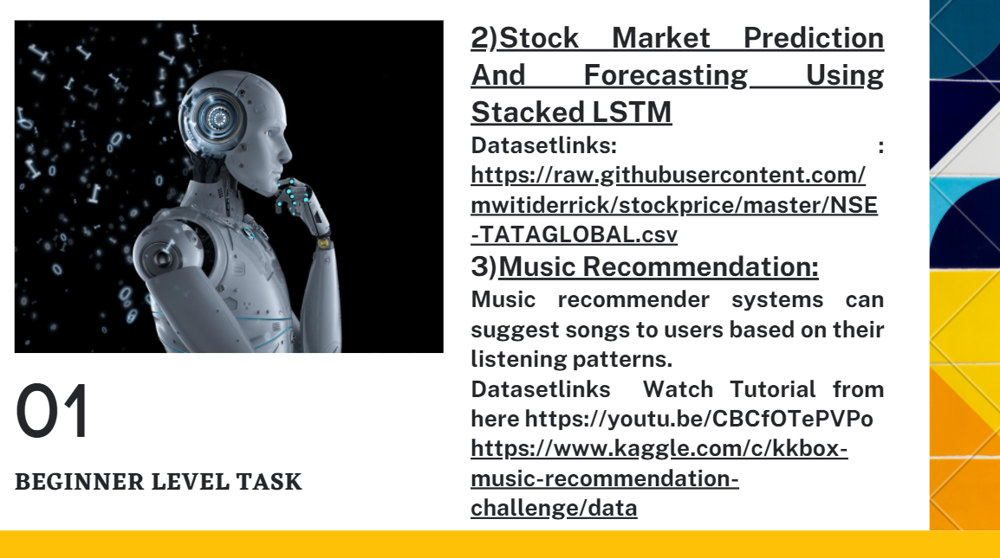 2)Stock Market Prediction
And Forecasting Using
Stacked LSTM
Datasetlinks: :
https://raw.githubusercontent.com/
mwitiderrick/stockprice/master/NSE
-TATAGLOBAL.csv
3)Music Recommendation:
Music recommender systems can
suggest songs to users based on their
listening patterns.
Datasetlinks Watch Tutorial from
here https://youtu.be/CBCfOTePVPo
https://www.kaggle.com/c/kkbox-
music-recommendation-
challenge/data
01
BEGINNER LEVEL TASK